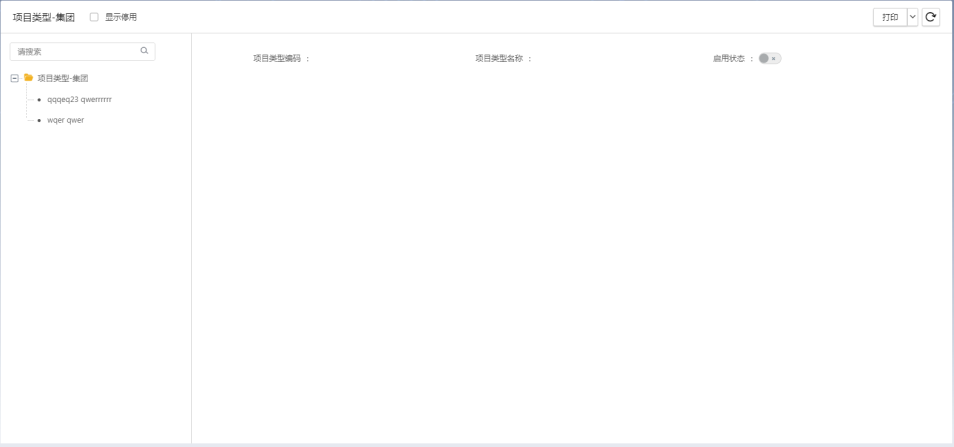 项目类型-集团 显示停用 打印
请搜索
项目类型编码 : 项目类型名称 : 启用状态 :
项目类型-集团
qqqeq23 qwerrrrrr
wqer qwer